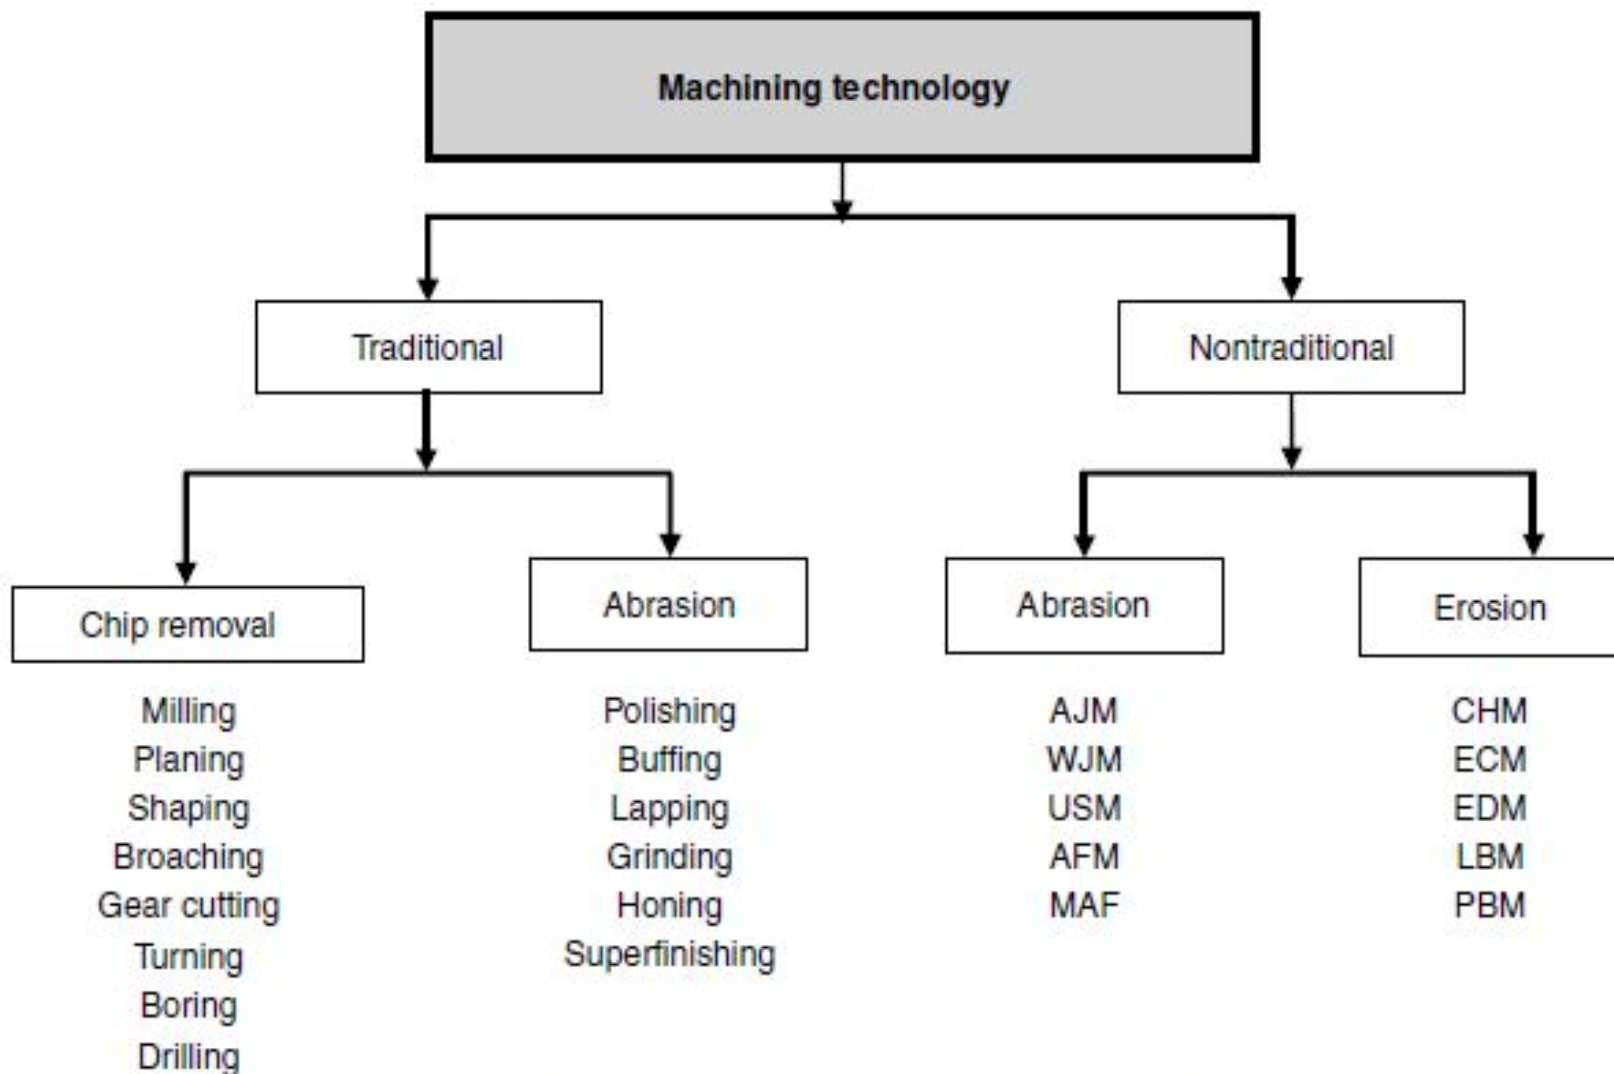 Machining technology
Traditional
Nontraditional
Chip removal
Abrasion
Abrasion
Erosion
Milling
Planing
Shaping
Broaching
Gear cutting
Turning
Boring
Drilling
Polishing
Buffing
Lapping
Grinding
Honing
Superfinishing
AJM
WJM
USM
AFM
MAF
CHM
ECM
EDM
LBM
PBM